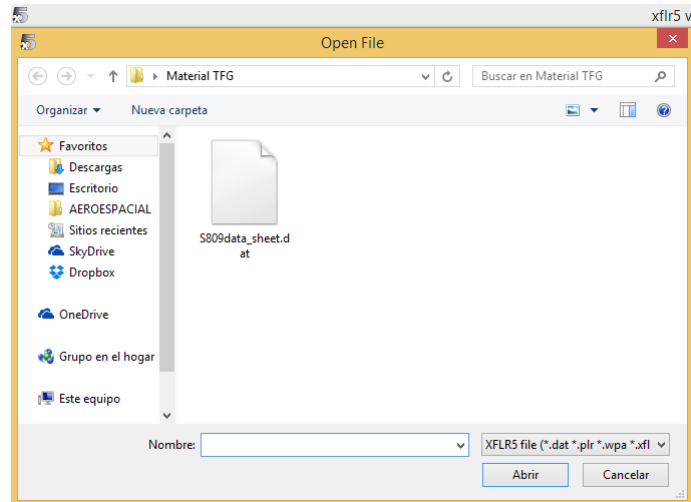 xflr5 v
Open File
Material TFG
Buscar en Material TFG
Organizar
Nueva carpeta
Favoritos
Descargas
Escritorio
AEROESPACIAL
Sitios recientes
SkyDrive
Dropbox
OneDrive
Grupo en el hogar
Este equipo
S809data_sheet.d
at
Nombre:
XFLR5 file (*.dat *.plr *.wpa *.xfl
Abrir
Cancelar